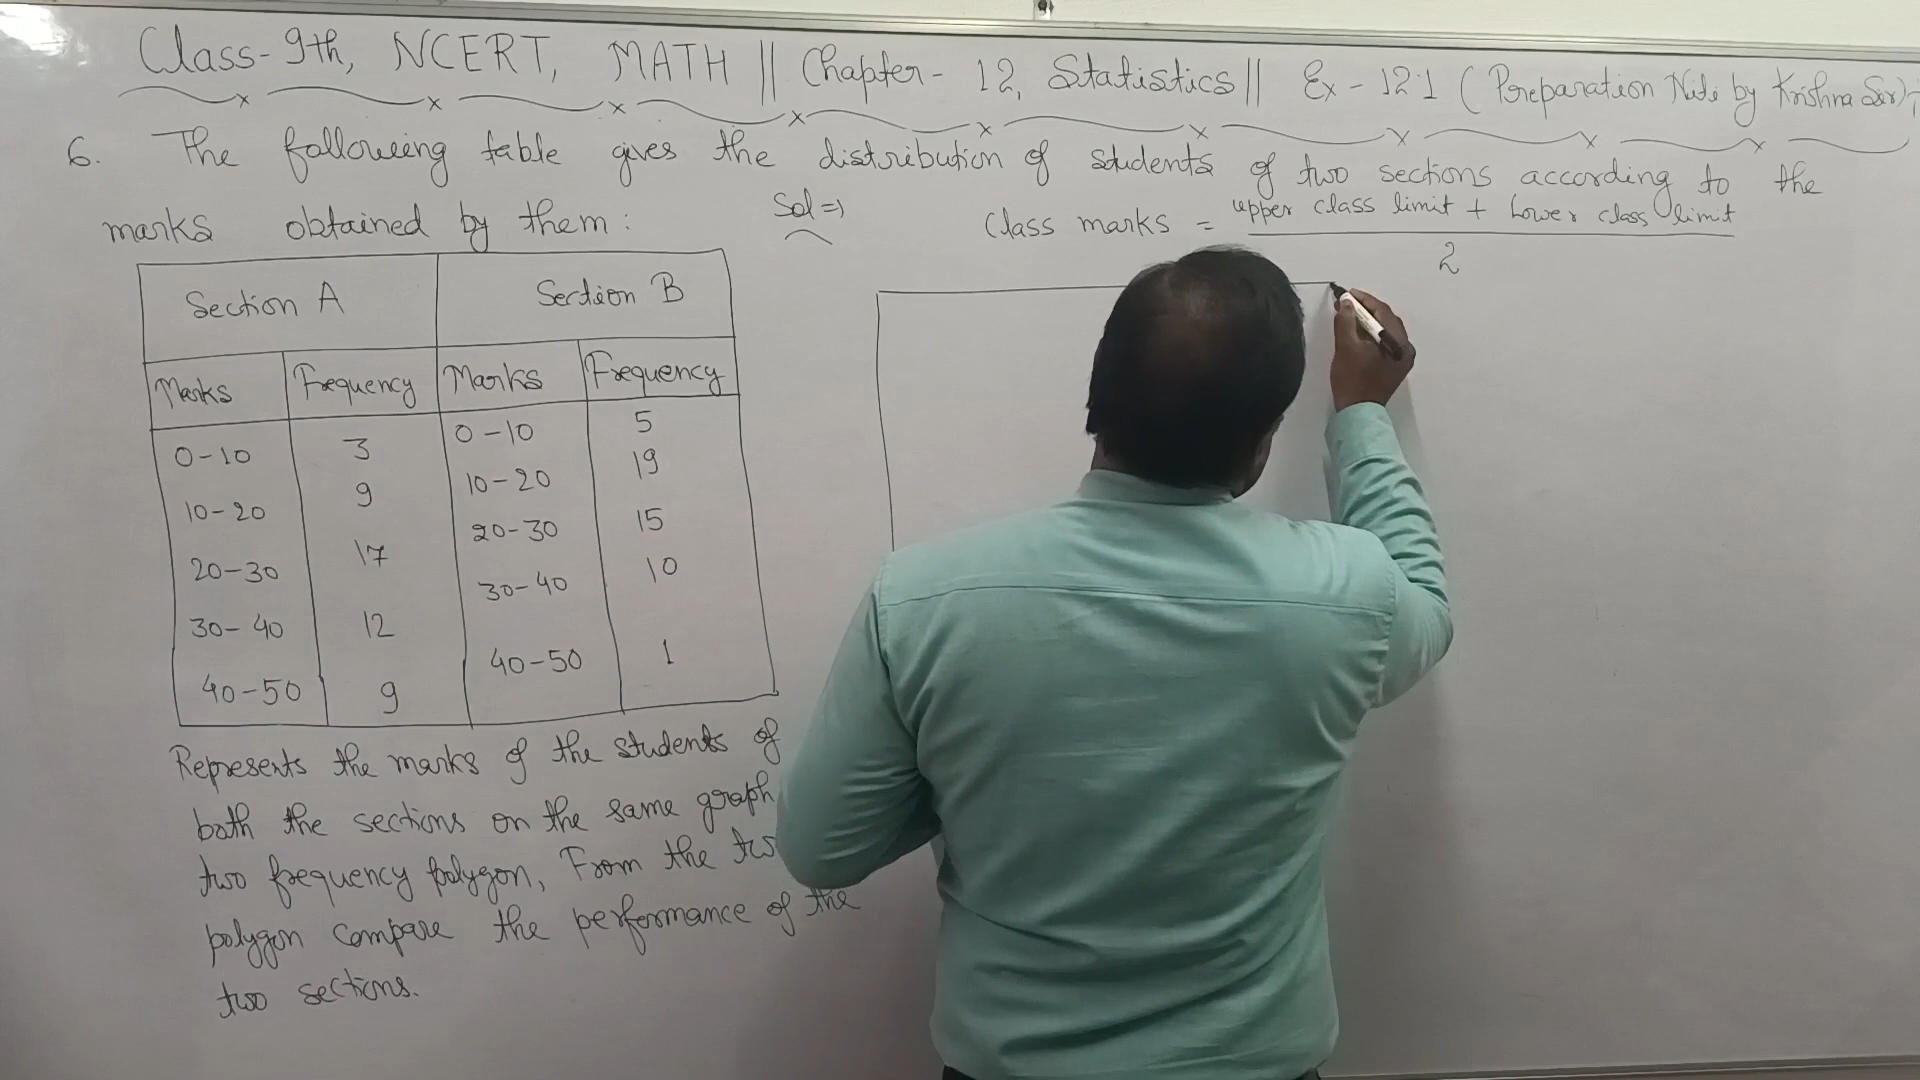 Class-9th, NCERT, MATH || Chapter- 12, Statistics || Ex-12.1 (Preparation Note by Krishna Sir)
6. The following table gives the distribution of students of two sections according to the
marks obtained by them:
Sol⇒
Class marks = upper class limit + Lower class limit
2
Section A Section B
Marks Frequency Marks Frequency
0-10 3 0-10 5
10-20 9 10-20 19
20-30 17 20-30 15
30-40 12 30-40 10
40-50 9 40-50 1
Represents the marks of the students of
both the sections on the same graph
two frequency polygon, From the
polygon compare the performance of the
two sections.